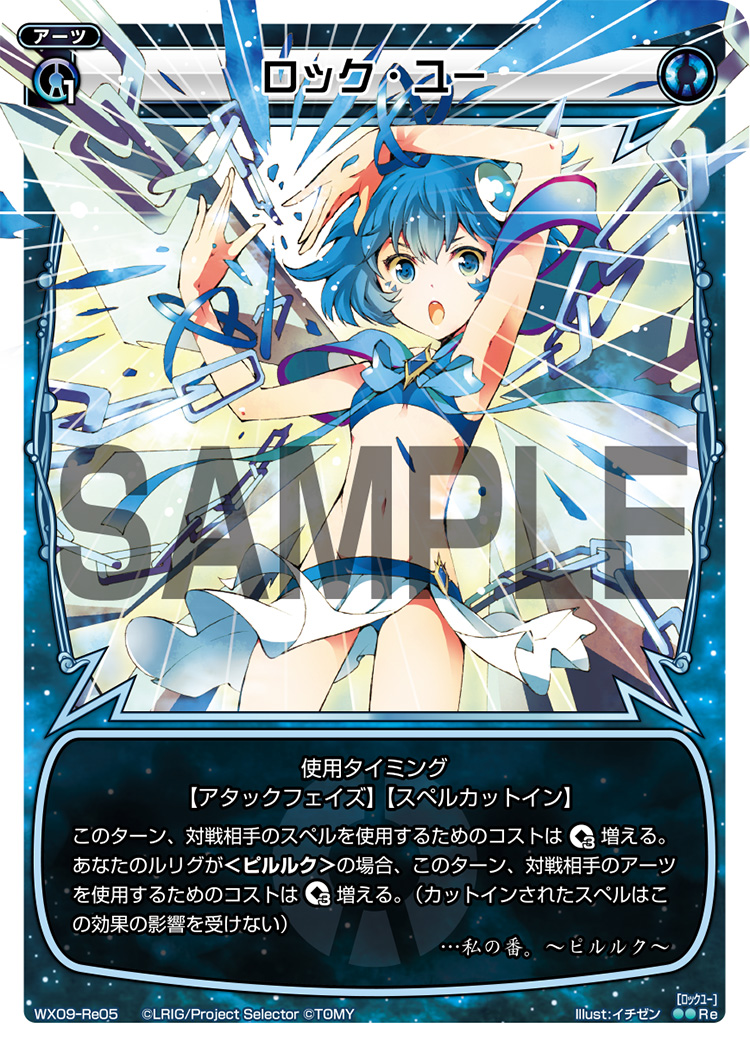 アーツ
1
ロック・ユー
SAMPLE
使用タイミング
【アタックフェイズ】【スペルカットイン】
このターン、対戦相手のスペルを使用するためのコストは3増える。
あなたのルリグが<ピルルク>の場合、このターン、対戦相手のアーツ
を使用するためのコストは3増える。（カットインされたスペルはこ
の効果の影響を受けない）
…私の番。～ピルルク～
[ロックユー]
WX09-Re05 ©LRIG/Project Selector ©TOMY Illust:イチゼン Re